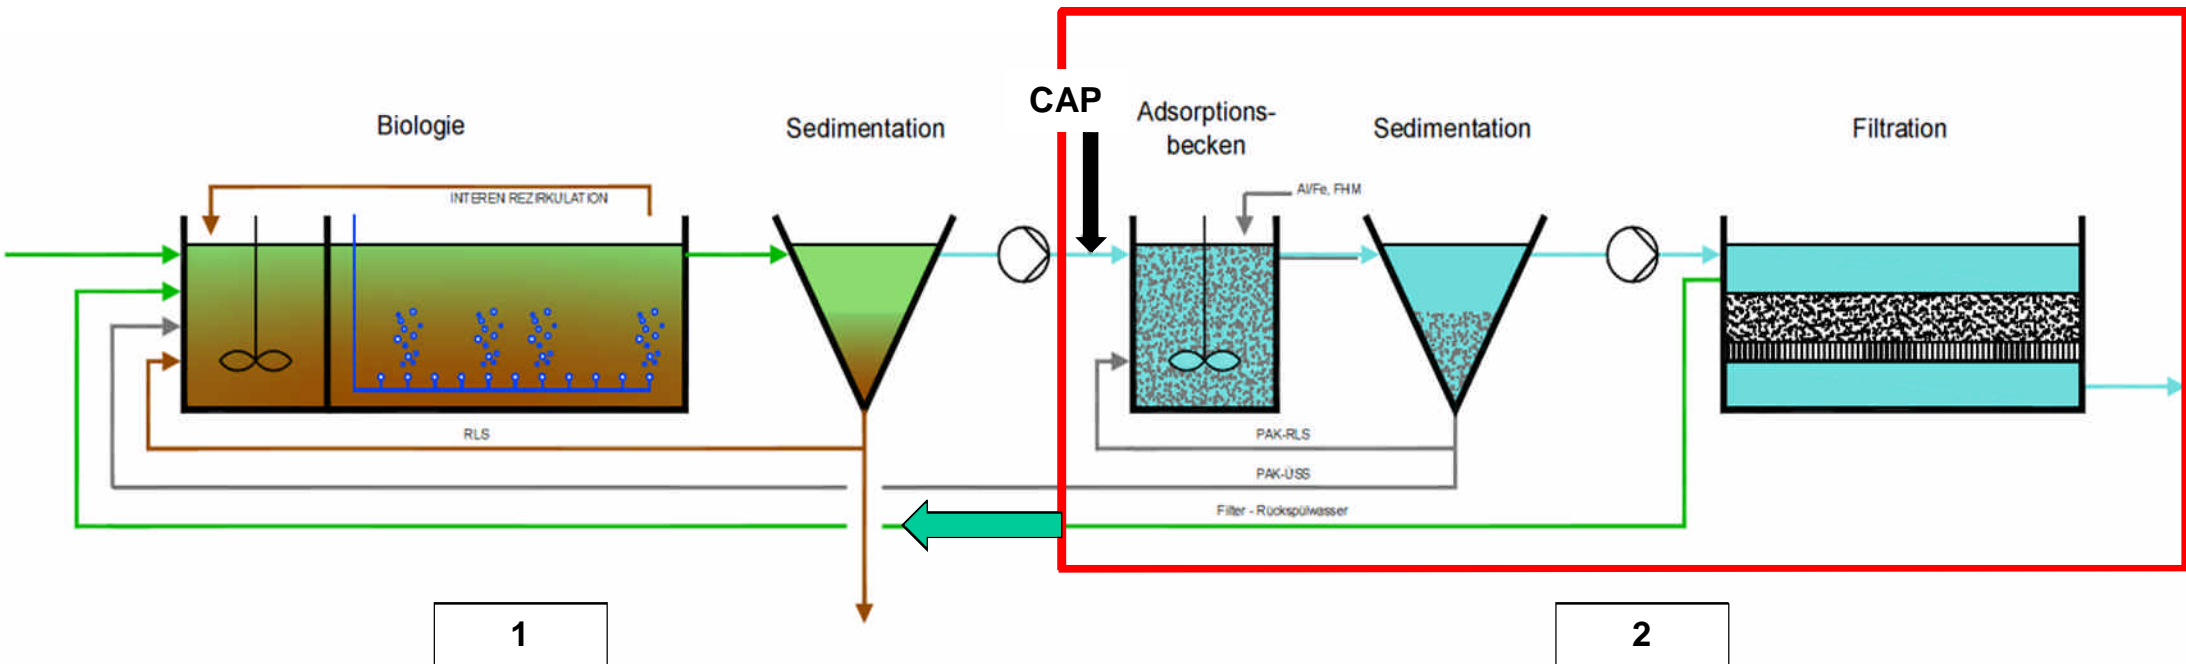 CAP
Biologie
Sedimentation
Adsorptions-
becken
Sedimentation
Filtration
INTEREN REZIRKULATION
Al/Fe, FHM
RLS
PAK-RLS
PAK-ÜSS
Filter - Rückspülwasser
1
2